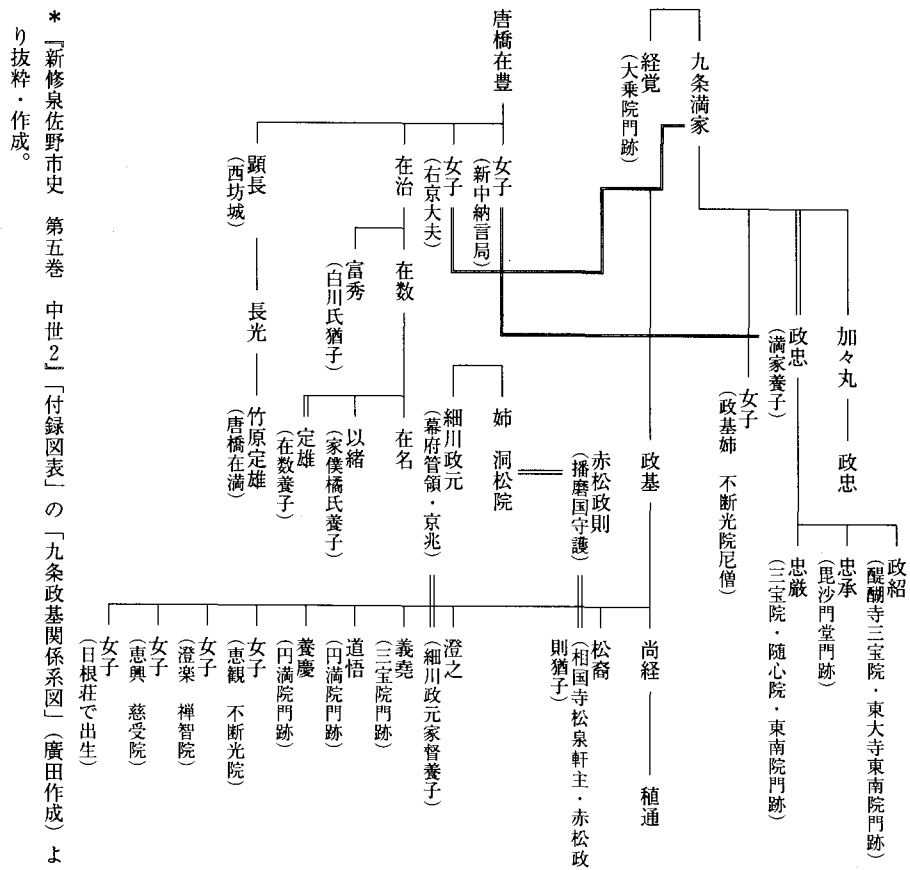 九条満家
経覚
(大乗院門跡)
加々丸
政忠
政忠
(満家養子)
政紹
(醍醐寺三宝院・東大寺東南院門跡)
忠承
(毘沙門堂門跡)
忠厳
(三宝院・随心院・東南院門跡)
女子
(政基姉 不断光院尼僧)
政基
尚経
稙通
松裔
(相国寺松泉軒主・赤松政
則猶子)
赤松政則
(播磨国守護)
姉 洞松院
細川政元
(幕府管領・京兆)
澄之
(細川政元家督養子)
義堯
(三宝院門跡)
道悟
(円満院門跡)
養慶
(円満院門跡)
女子
(恵観 不断光院)
女子
(澄楽 禅智院)
女子
(恵興 慈受院)
女子
(日根荘で出生)
唐橋在豊
女子
(新中納言局)
女子
(右京大夫)
在治
在数
富秀
(白川氏猶子)
在名
以緒
(家僕橘氏養子)
定雄
(在数養子)
顕長
(西坊城)
長光
竹原定雄
(唐橋在満)
*『新修泉佐野市史 第五巻 中世2』「付録図表」の「九条政基関係系図」(廣田作成)よ
り抜粋・作成。